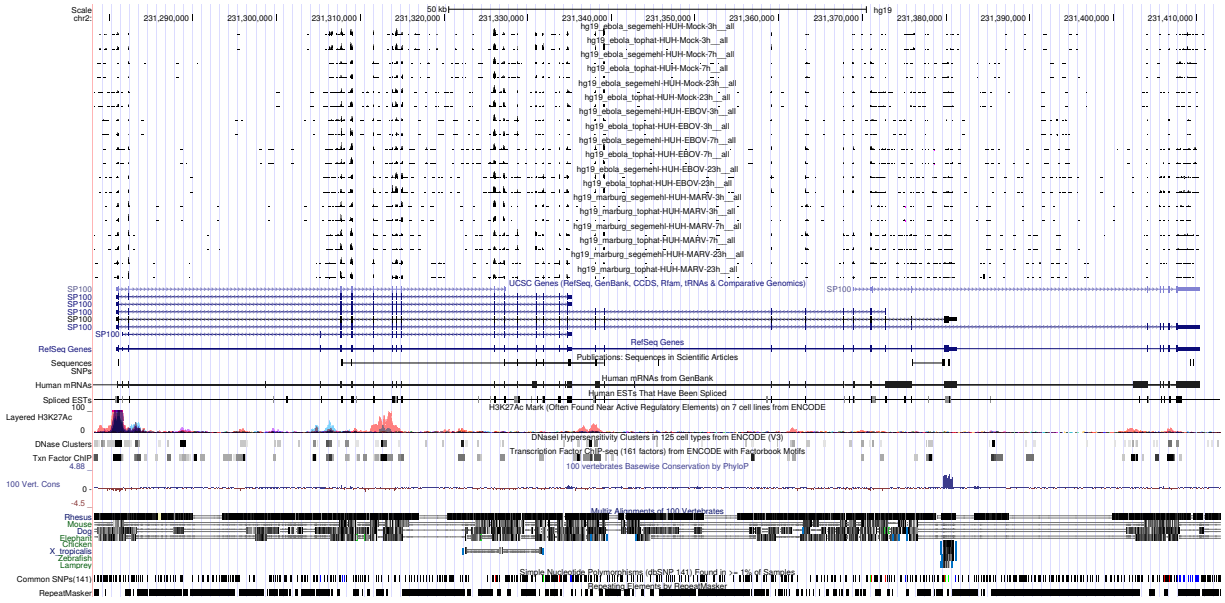 Scale 50 kb hg19
chr2: 231,290,000 231,300,000 231,310,000 231,320,000 231,330,000 231,340,000 231,350,000 231,360,000 231,370,000 231,380,000 231,390,000 231,400,000 231,410,000
hg19_ebola_segemehl-HUH-Mock-3h__all
hg19_ebola_tophat-HUH-Mock-3h__all
hg19_ebola_segemehl-HUH-Mock-7h__all
hg19_ebola_tophat-HUH-Mock-7h__all
hg19_ebola_segemehl-HUH-Mock-23h__all
hg19_ebola_tophat-HUH-Mock-23h__all
hg19_ebola_segemehl-HUH-EBOV-3h__all
hg19_ebola_tophat-HUH-EBOV-3h__all
hg19_ebola_segemehl-HUH-EBOV-7h__all
hg19_ebola_tophat-HUH-EBOV-7h__all
hg19_ebola_segemehl-HUH-EBOV-23h__all
hg19_ebola_tophat-HUH-EBOV-23h__all
hg19_marburg_segemehl-HUH-MARV-3h__all
hg19_marburg_tophat-HUH-MARV-3h__all
hg19_marburg_segemehl-HUH-MARV-7h__all
hg19_marburg_tophat-HUH-MARV-7h__all
hg19_marburg_segemehl-HUH-MARV-23h__all
hg19_marburg_tophat-HUH-MARV-23h__all
UCSC Genes (RefSeq, GenBank, CCDS, Rfam, tRNAs & Comparative Genomics)
SP100 SP100
SP100
SP100
SP100
SP100
SP100
SP100
RefSeq Genes
RefSeq Genes
Publications: Sequences in Scientific Articles
Sequences
SNPs
Human mRNAs from GenBank
Human mRNAs
Human ESTs That Have Been Spliced
Spliced ESTs
H3K27Ac Mark (Often Found Near Active Regulatory Elements) on 7 cell lines from ENCODE
100
Layered H3K27Ac
0
DNaseI Hypersensitivity Clusters in 125 cell types from ENCODE (V3)
DNase Clusters
Transcription Factor ChIP-seq (161 factors) from ENCODE with Factorbook Motifs
Txn Factor ChIP
100 vertebrates Basewise Conservation by PhyloP
4.88
100 Vert. Cons
0
-4.5
Multiz Alignments of 100 Vertebrates
Rhesus
Mouse
Dog
Elephant
Chicken
X_tropicalis
Zebrafish
Lamprey
Simple Nucleotide Polymorphisms (dbSNP 141) Found in >= 1% of Samples
Common SNPs(141)
Repeating Elements by RepeatMasker
RepeatMasker